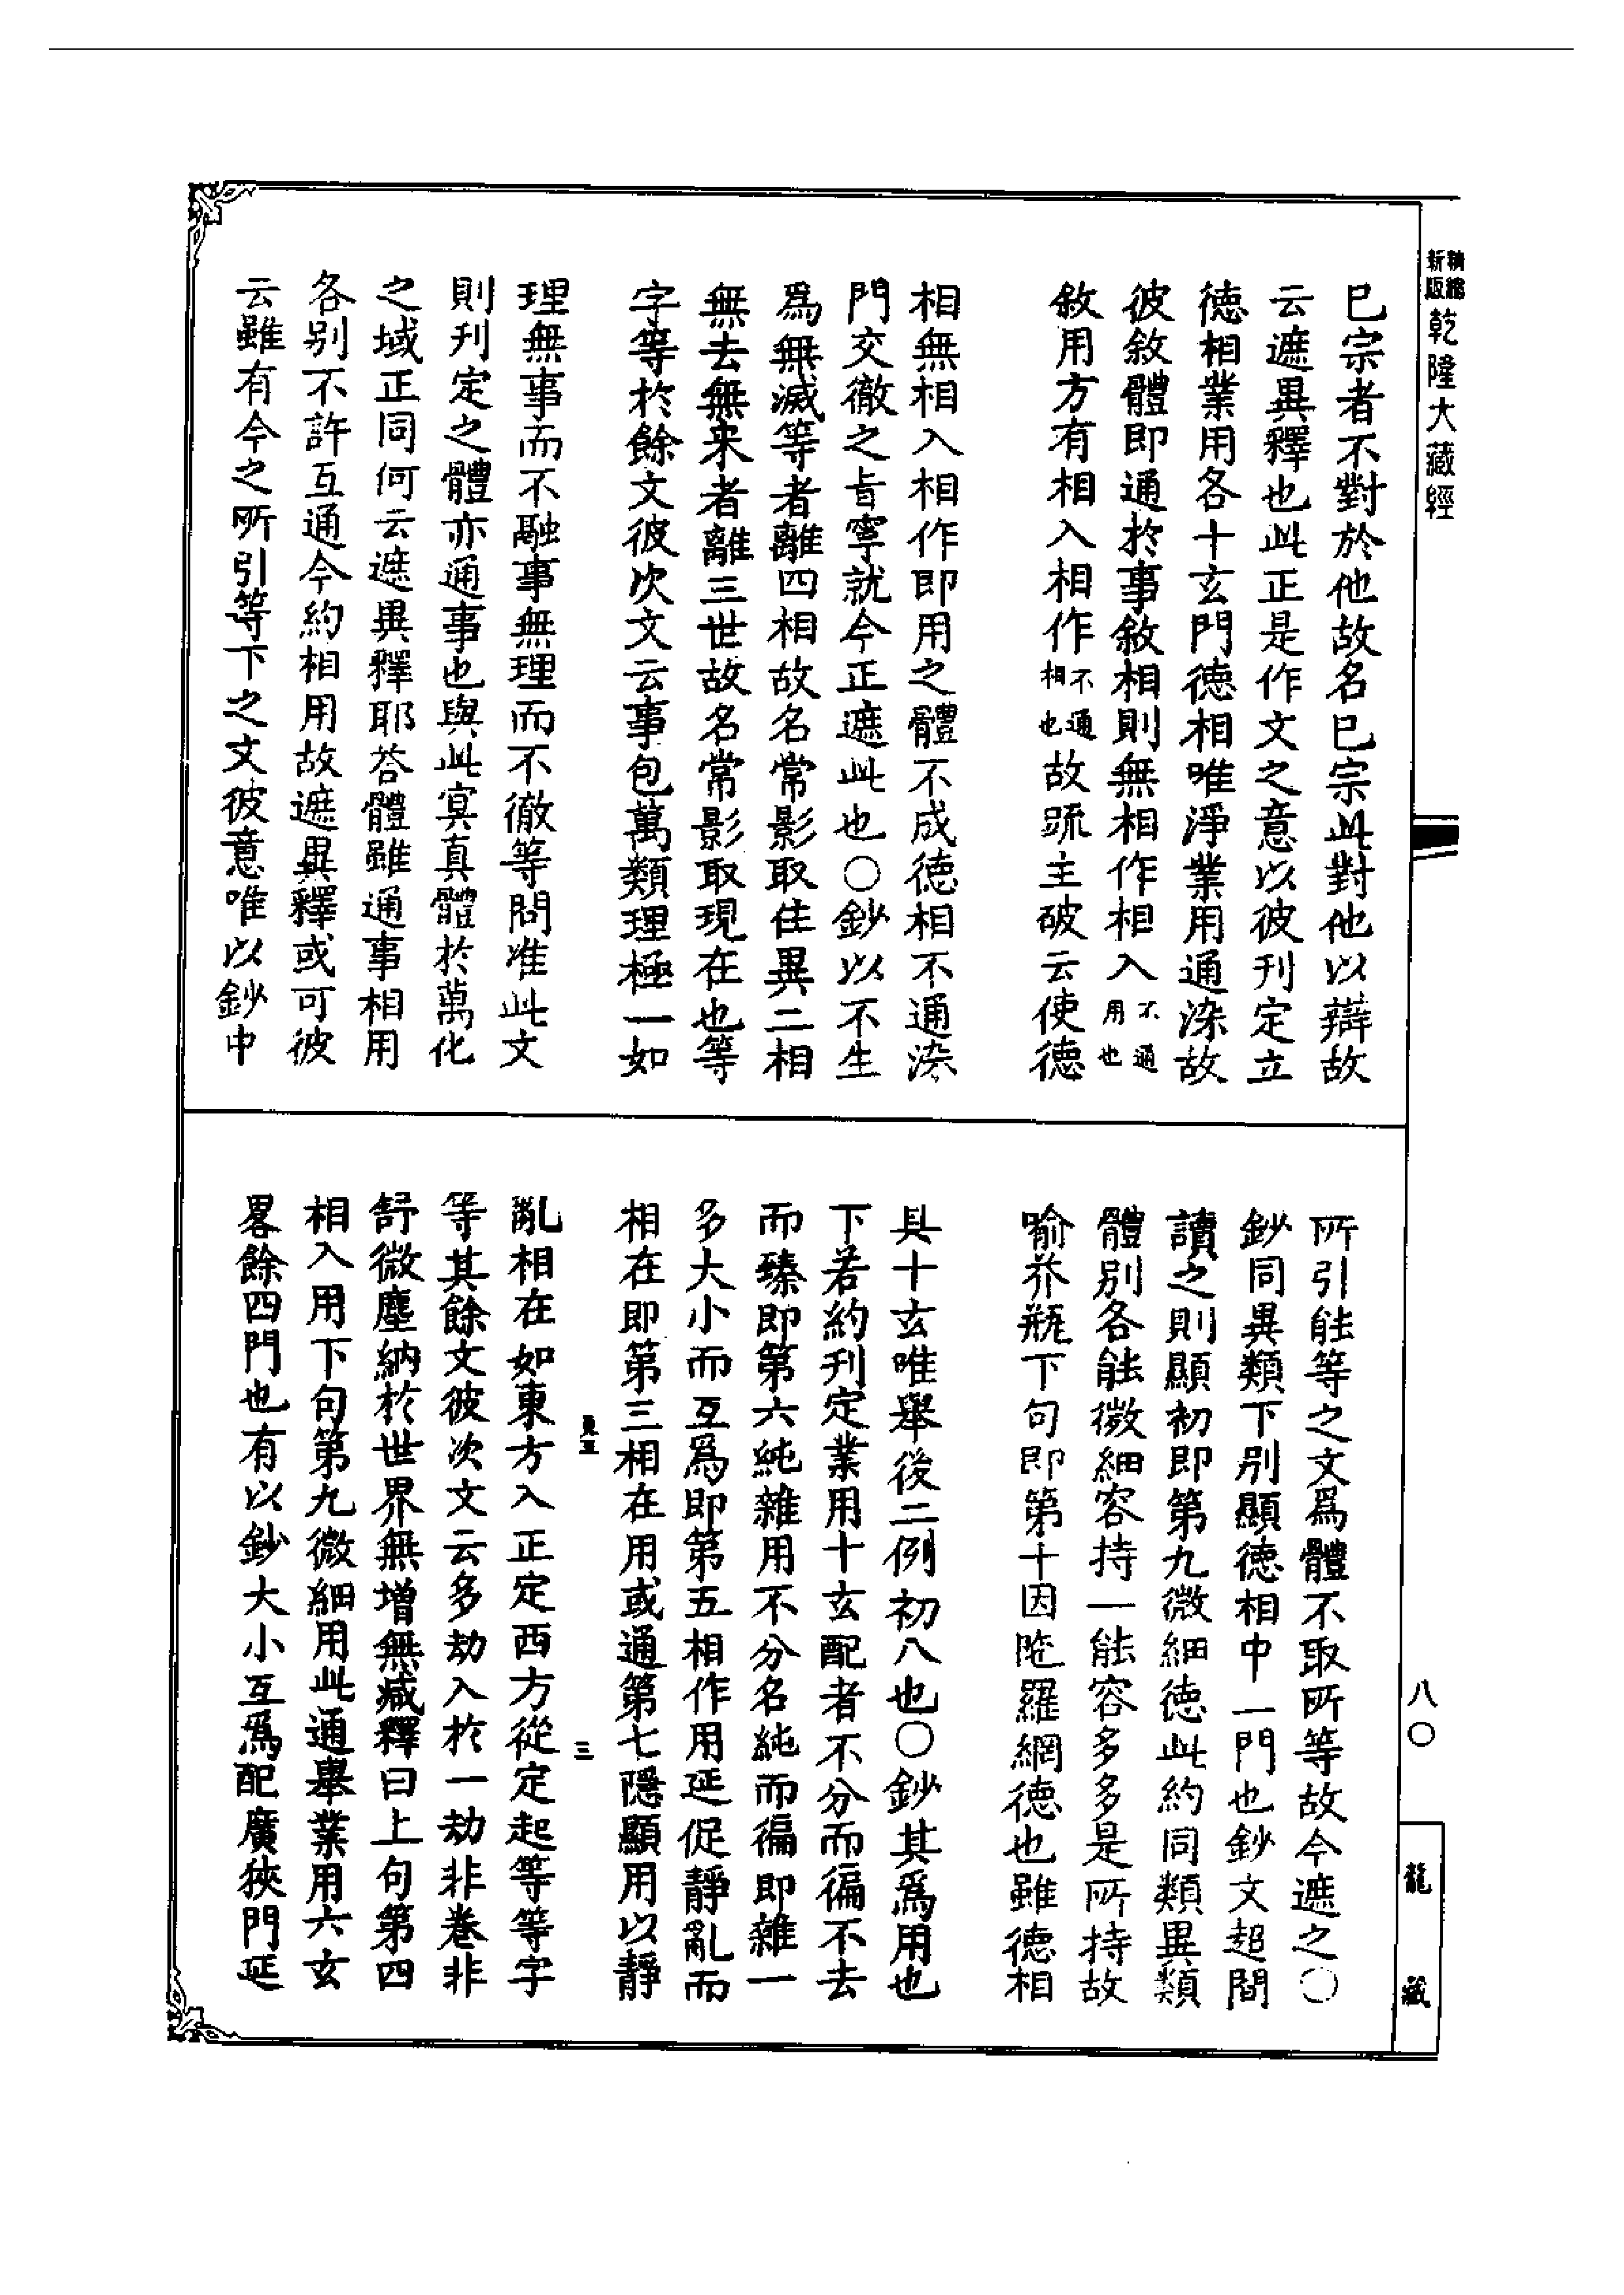 精縮新版乾隆大藏經
巳宗者不對於他故名巳宗此對他以辯故
云遮異釋也此正是作文之意以彼刊定立
德相業用各十玄門德相唯淨業用通染故
彼敘體即通於事敘相則無相作相入不通用也
敘用方有相入相作不通相也故疏主破云使德
相無相入相作即用之體不成德相不通染
門交徹之旨寧就今正遮此也○鈔以不生
爲無滅等者離四相故名常影取住異二相
無去無來者離三世故名常影取現在也等
字等於餘文彼次文云事包萬類理極一如
理無事而不融事無理而不徹等問准此文
則刊定之體亦通事也與此㝠真體於萬化
之域正同何云遮異釋耶荅體雖通事相用
各别不許互通今約相用故遮異釋或可彼
云雖有今之所引等下之文彼意唯以鈔中
所引能等之文爲體不取所等故今遮之○
鈔同異類下别顯德相中一門也鈔文超間
讀之則顯初即第九微細德此約同類異類
體别各能微細容持一能容多多是所持故
喻芥瓶下句即第十因陁羅網德也雖德相
具十玄唯舉後二例初八也○鈔其爲用也
下若約刊定業用十玄配者不分而徧不去
而臻即第六純雜用不分名純而徧即雜一
多大小而互爲即第五相作用延促靜亂而
相在即第三相在用或通第七隱顯用以靜
亂相在如東方入正定西方從定起等等字
等其餘文彼次文云多劫入於一劫非卷非
舒微塵納於世界無增無减釋曰上句第四
相入用下句第九微細用此通舉業用六玄
畧餘四門也有以鈔大小互爲配廣狹門延
三
八○
龍藏